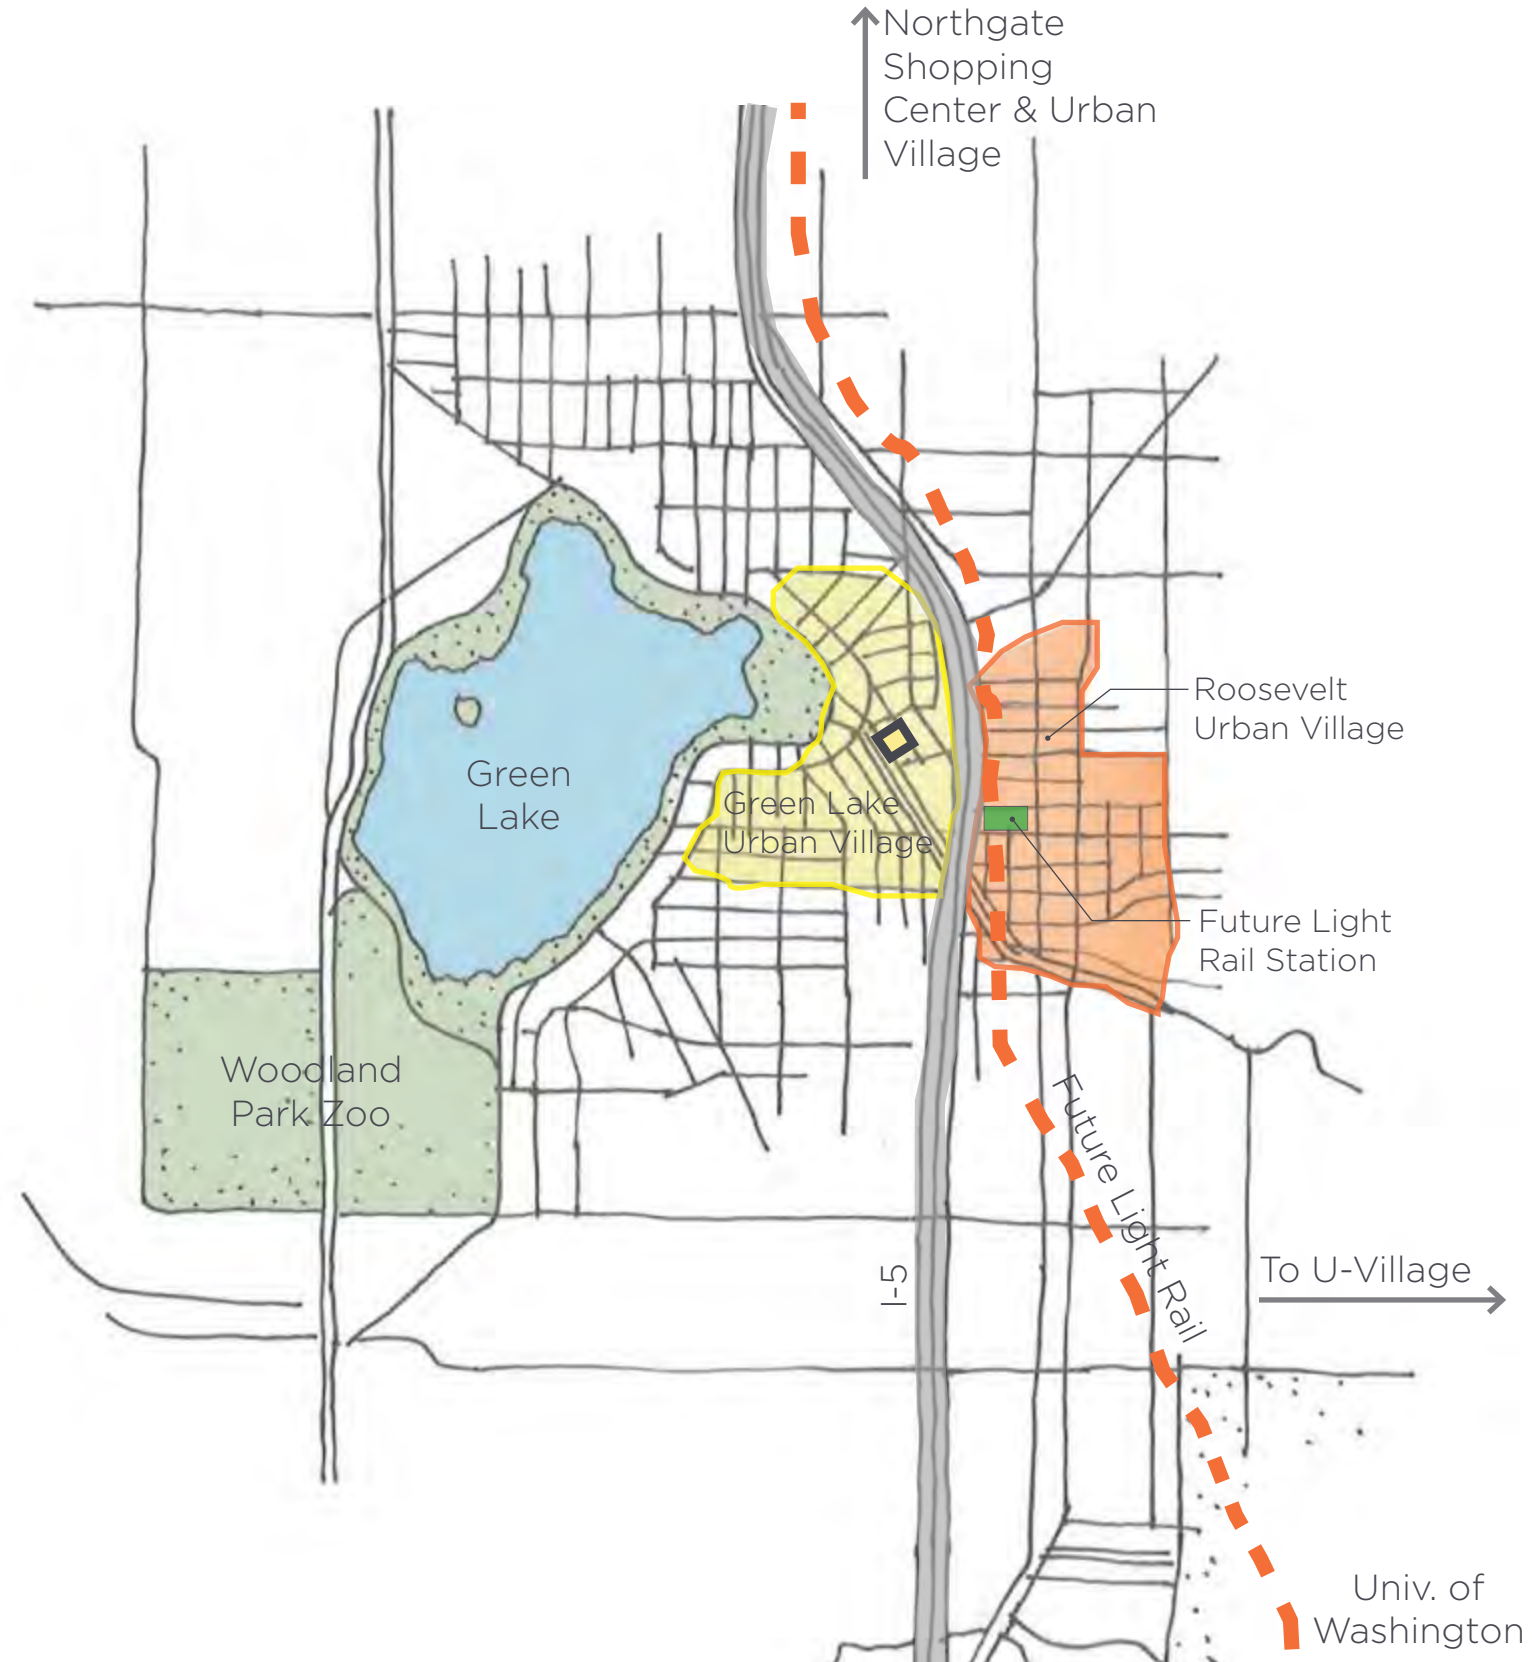 Northgate
Shopping
Center & Urban
Village
Roosevelt
Urban Village
Green
Lake
Green Lake
Urban Village
Future Light
Rail Station
Woodland
Park Zoo
Future Light Rail
I-5
To U-Village
Univ. of
Washington